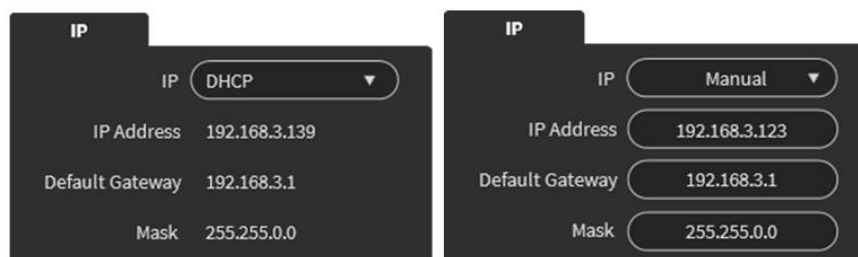 IP
IP DHCP
IP Address 192.168.3.139
Default Gateway 192.168.3.1
Mask 255.255.0.0
IP
IP Manual
IP Address 192.168.3.123
Default Gateway 192.168.3.1
Mask 255.255.0.0